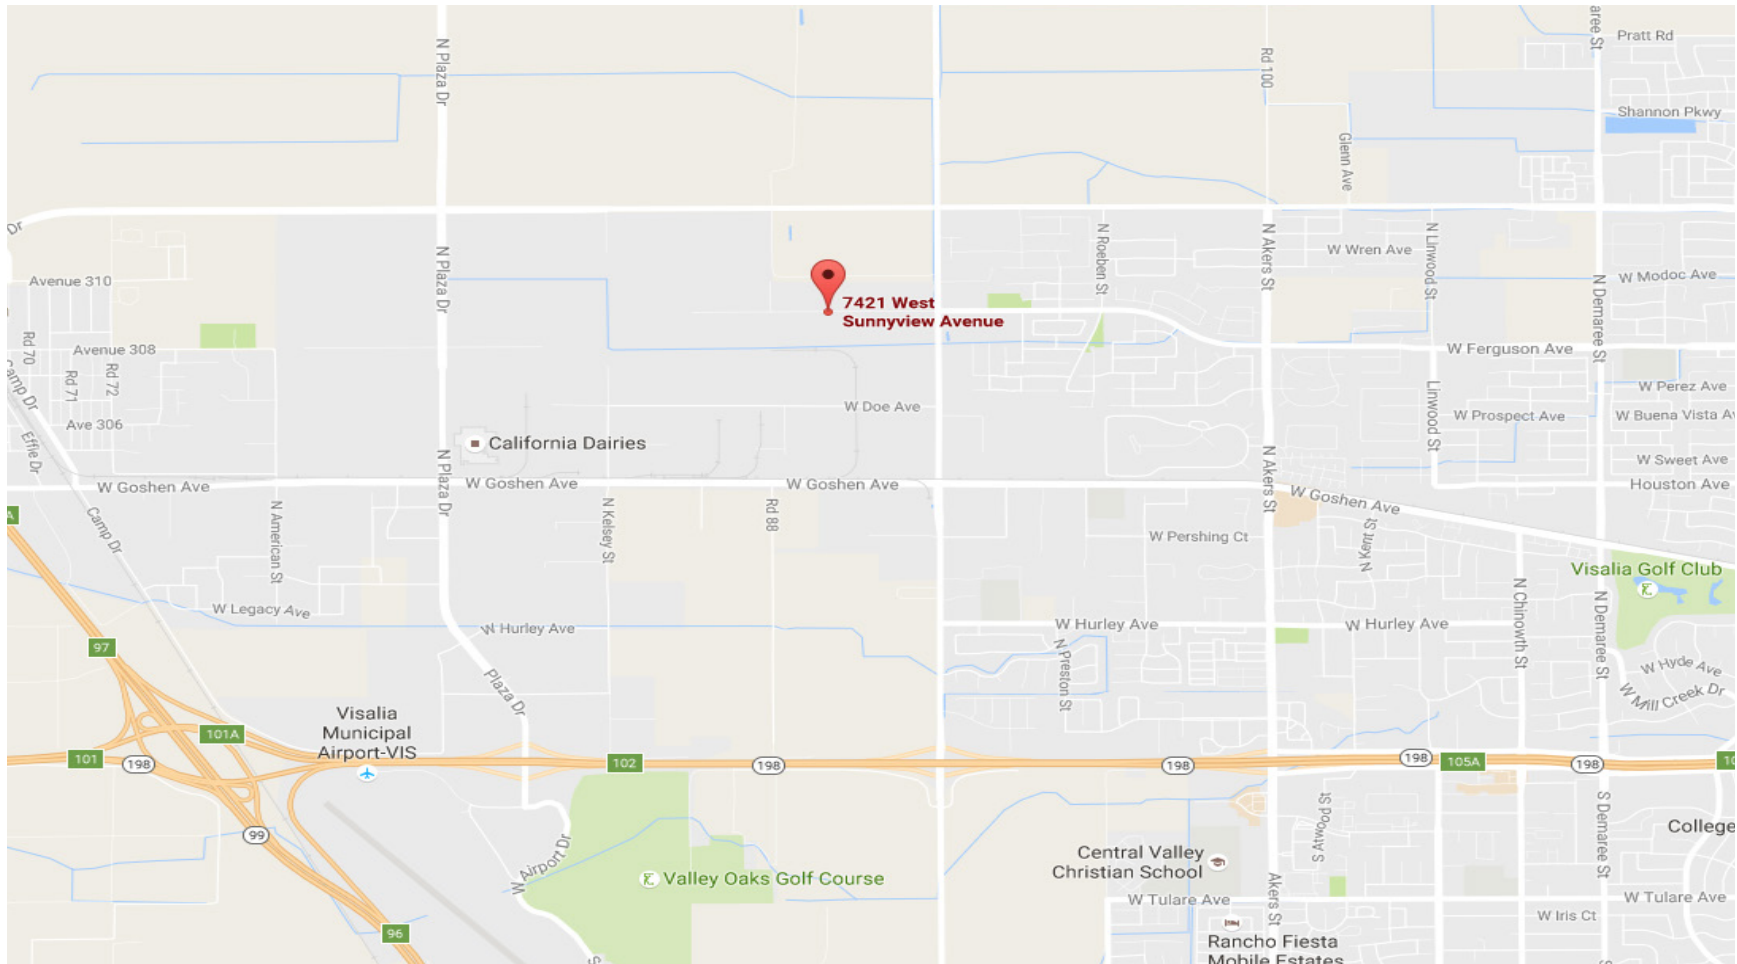 N Plaza Dr
Rd 100
aree St
Pratt Rd
Shannon Pkwy
Glenn Ave
Dr
N Plaza Dr
N Roeben St
N Akers St
W Wren Ave
N Linwood St
N Demaree St
W Modoc Ave
Avenue 310
7421 West
Sunnyview Avenue
Rd 70
Avenue 308
Rd 71
Rd 72
W Ferguson Ave
Camp Dr
Ave 306
Effie Dr
W Doe Ave
Linwood St
W Perez Ave
W Prospect Ave
W Buena Vista Av
California Dairies
N Plaza Dr
N Akers St
W Sweet Ave
W Goshen Ave
W Goshen Ave
W Goshen Ave
W Goshen Ave
Houston Ave
A
Camp Dr
N American St
N Kelsey St
Rd 88
W Pershing Ct
N Kent St
Visalia Golf Club
W Legacy Ave
W Hurley Ave
W Hurley Ave
W Hurley Ave
N Chinowth St
N Demaree St
97
Plaza Dr
N Preston St
W Hyde Ave
W Mill Creek Dr
Visalia
Municipal
Airport-VIS
101A
101
198
102
198
198
198
105A
198
10
99
W Airport Dr
S Atwood St
S Demaree St
College
Central Valley
Christian School
Valley Oaks Golf Course
Akers St
W Tulare Ave
W Tulare Ave
W Iris Ct
96
Rancho Fiesta
Mobile Estates
S
S